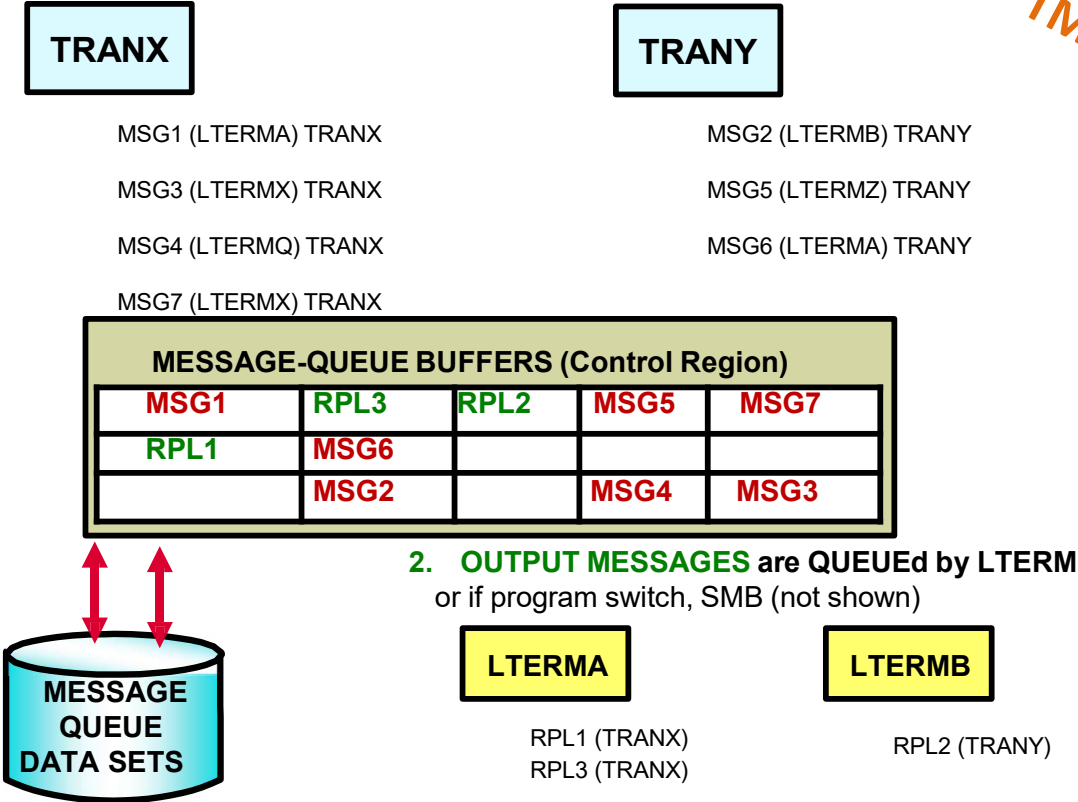 TRANX
TRANY
MSG1 (LTERMA) TRANX
MSG2 (LTERMB) TRANY
MSG3 (LTERMX) TRANX
MSG5 (LTERMZ) TRANY
MSG4 (LTERMQ) TRANX
MSG6 (LTERMA) TRANY
MSG7 (LTERMX) TRANX
MESSAGE-QUEUE BUFFERS (Control Region)
MSG1 RPL3 RPL2 MSG5 MSG7
RPL1 MSG6
MSG2 MSG4 MSG3
2. OUTPUT MESSAGES are QUEUEd by LTERM
or if program switch, SMB (not shown)
LTERMA
LTERMB
MESSAGE
QUEUE
DATA SETS
RPL1 (TRANX)
RPL3 (TRANX)
RPL2 (TRANY)